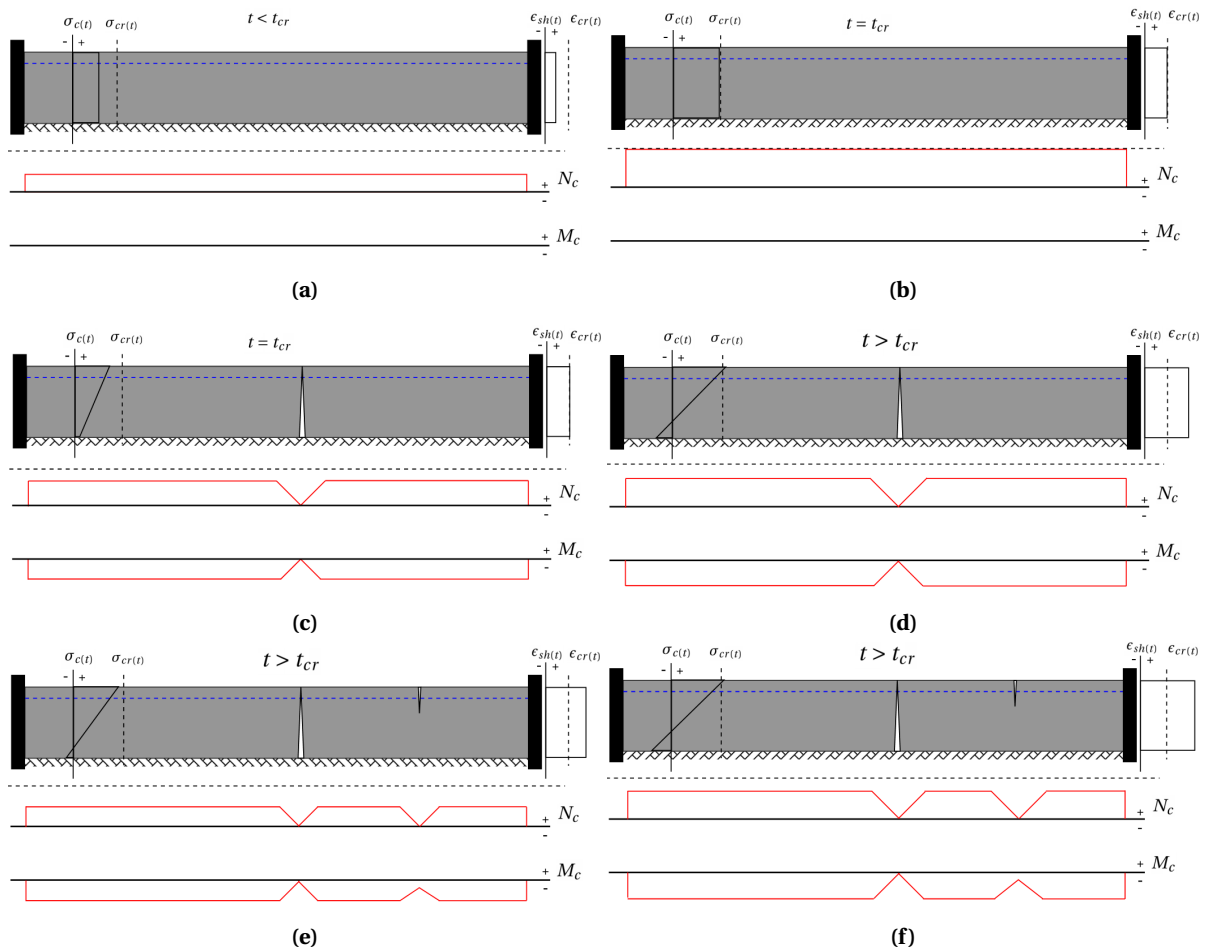 σc(t) σcr(t) t < tcr ϵsh(t) ϵcr(t)
- + - +
+ Nc
-
+ Mc
-
(a)
σc(t) σcr(t) t = tcr ϵsh(t) ϵcr(t)
- + - +
+ Nc
-
+ Mc
-
(b)
σc(t) σcr(t) t = tcr ϵsh(t) ϵcr(t)
- + - +
+ Nc
-
+ Mc
-
(c)
σc(t) σcr(t) t > tcr ϵsh(t) ϵcr(t)
- + - +
+ Nc
-
+ Mc
-
(d)
σc(t) σcr(t) t > tcr ϵsh(t) ϵcr(t)
- + - +
+ Nc
-
+ Mc
-
(e)
σc(t) σcr(t) t > tcr ϵsh(t) ϵcr(t)
- + - +
+ Nc
-
+ Mc
-
(f)